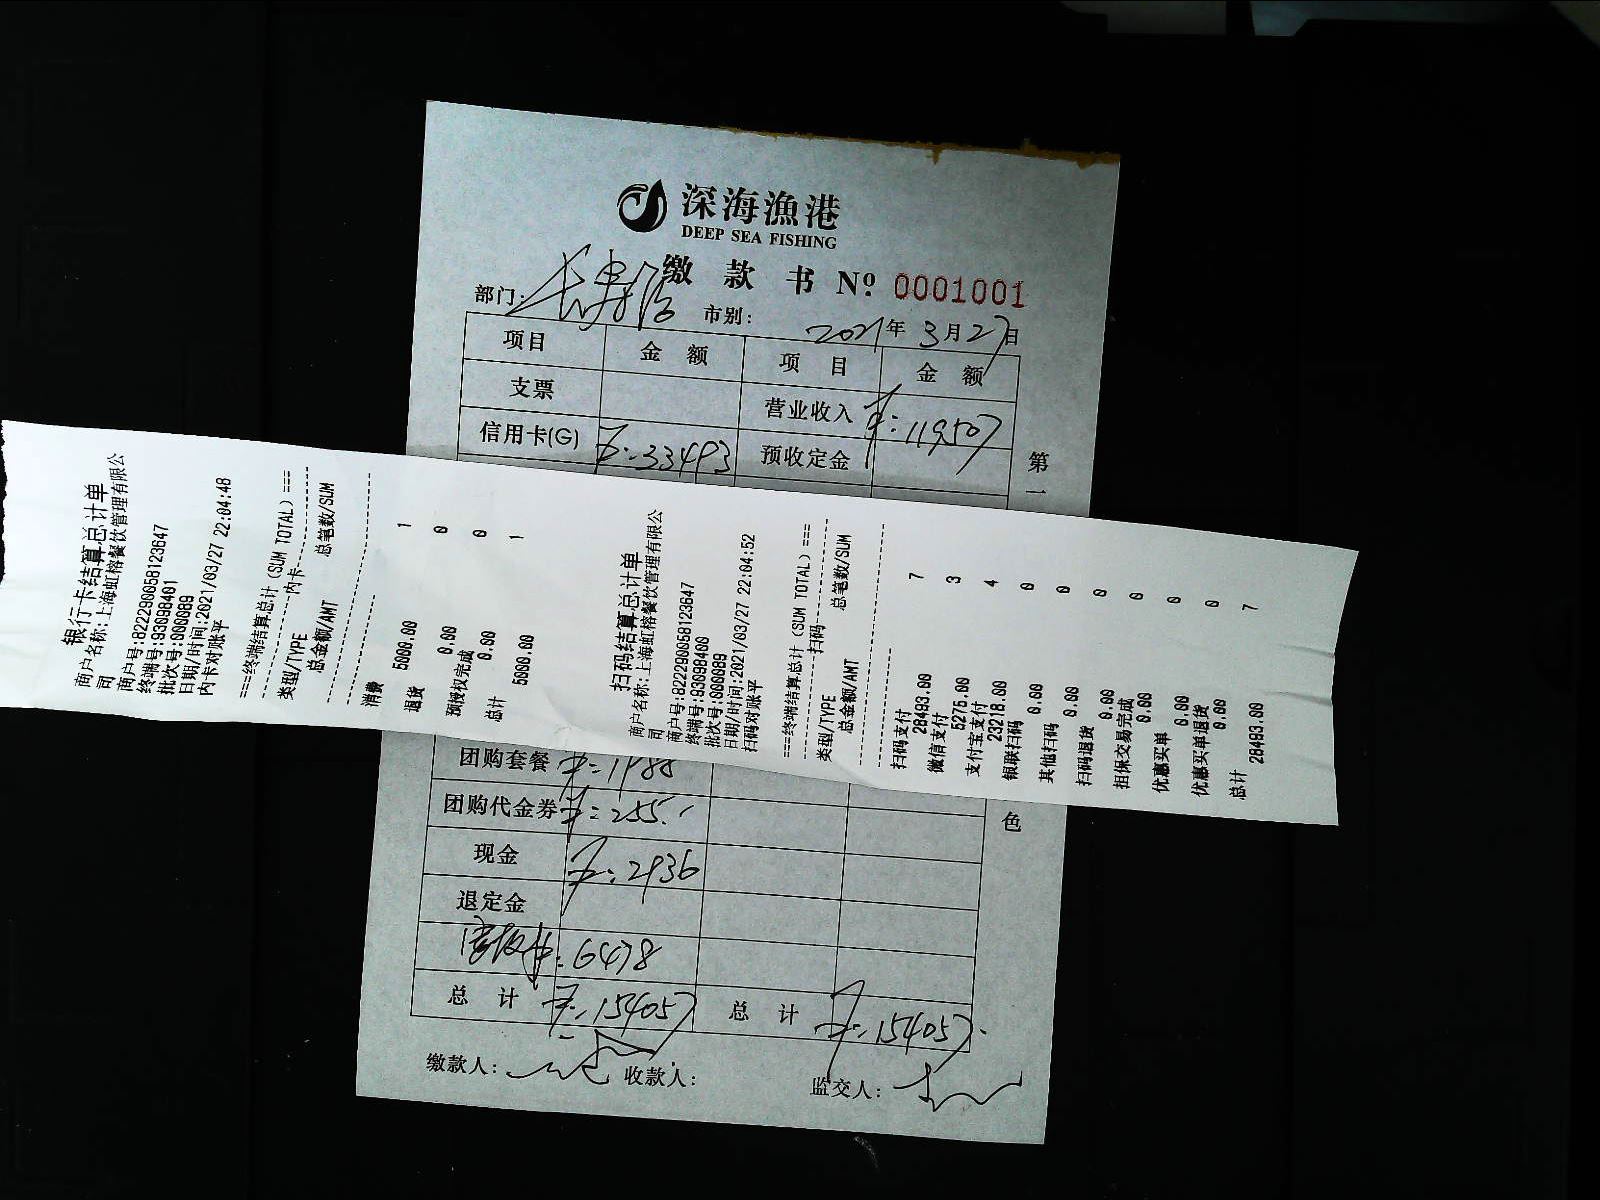 深海漁港
DEEP SEA FISHING
缴款书 Nº 0001001
部门: 市别:
2021年3月27日
项目 金额 项目 金额
支票 营业收入 ¥:119507
信用卡(G) ¥:33493 预收定金
第一
银行卡结算总计单
商户名称:上海虹榕餐饮管理有限公
司
商户号:822290058123647
终端号:93098401
批次号:000089
日期/时间:2021/03/27 22:04:48
内卡对账平
===终端结算总计(SUM TOTAL)===
------------内卡------------
类型/TYPE 总笔数/SUM
总金额/AMT
消费 1
5000.00
退货 0
0.00
预授权完成 0
0.00
总计 1
5000.00
扫码结算总计单
商户名称:上海虹榕餐饮管理有限公
司
商户号:822290058123647
终端号:93098400
批次号:000089
日期/时间:2021/03/27 22:04:52
扫码对账平
===终端结算总计(SUM TOTAL)===
------------扫码------------
类型/TYPE 总笔数/SUM
总金额/AMT
扫码支付 7
28493.00
微信支付 3
5275.00
支付宝支付 4
23218.00
银联扫码 0
0.00
其他扫码 0
0.00
扫码退货 0
0.00
担保交易完成 0
0.00
优惠买单 0
0.00
优惠买单退货 0
0.00
总计 7
28493.00
团购套餐 ¥:1988
团购代金券 ¥:255.1
色
现金 ¥:2936
退定金
¥:6478
总计 ¥:154057 总计 ¥:154057
缴款人: 收款人: 监交人: